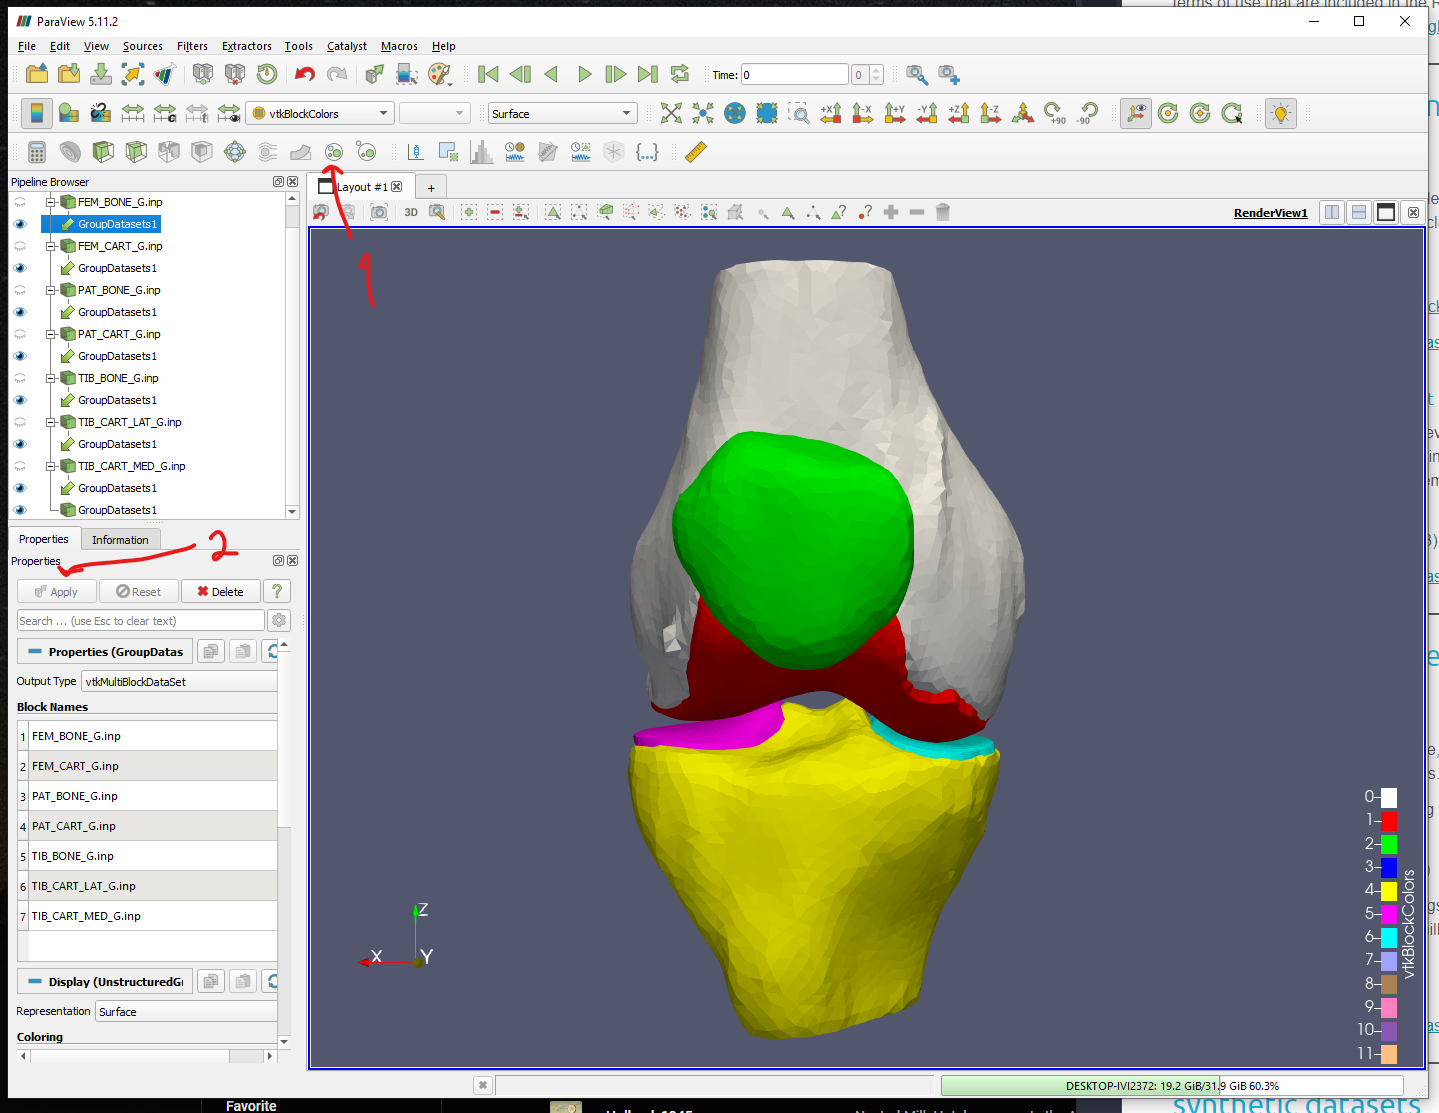 ParaView 5.11.2
File Edit View Sources Filters Extractors Tools Catalyst Macros Help
Time: 0 0
vtkBlockColors Surface +X -X +Y -Y +Z -Z +90 -90
Pipeline Browser
Layout #1 +
3D RenderView1
FEM_BONE_G.inp
GroupDatasets1
FEM_CART_G.inp
GroupDatasets1
PAT_BONE_G.inp
GroupDatasets1
PAT_CART_G.inp
GroupDatasets1
TIB_BONE_G.inp
GroupDatasets1
TIB_CART_LAT_G.inp
GroupDatasets1
TIB_CART_MED_G.inp
GroupDatasets1
GroupDatasets1
1
2
Properties Information
Properties
Apply Reset Delete ?
Search ... (use Esc to clear text)
Properties (GroupDatas
Output Type vtkMultiBlockDataSet
Block Names
1 FEM_BONE_G.inp
2 FEM_CART_G.inp
3 PAT_BONE_G.inp
4 PAT_CART_G.inp
5 TIB_BONE_G.inp
6 TIB_CART_LAT_G.inp
7 TIB_CART_MED_G.inp
Display (UnstructuredGr
Representation Surface
Coloring
Z
X Y
0
1
2
3
4
5
6
7
8
9
10
11
vtkBlockColors
DESKTOP-IVI2372: 19.2 GiB/31.9 GiB 60.3%
Favorite
synthetic datasets